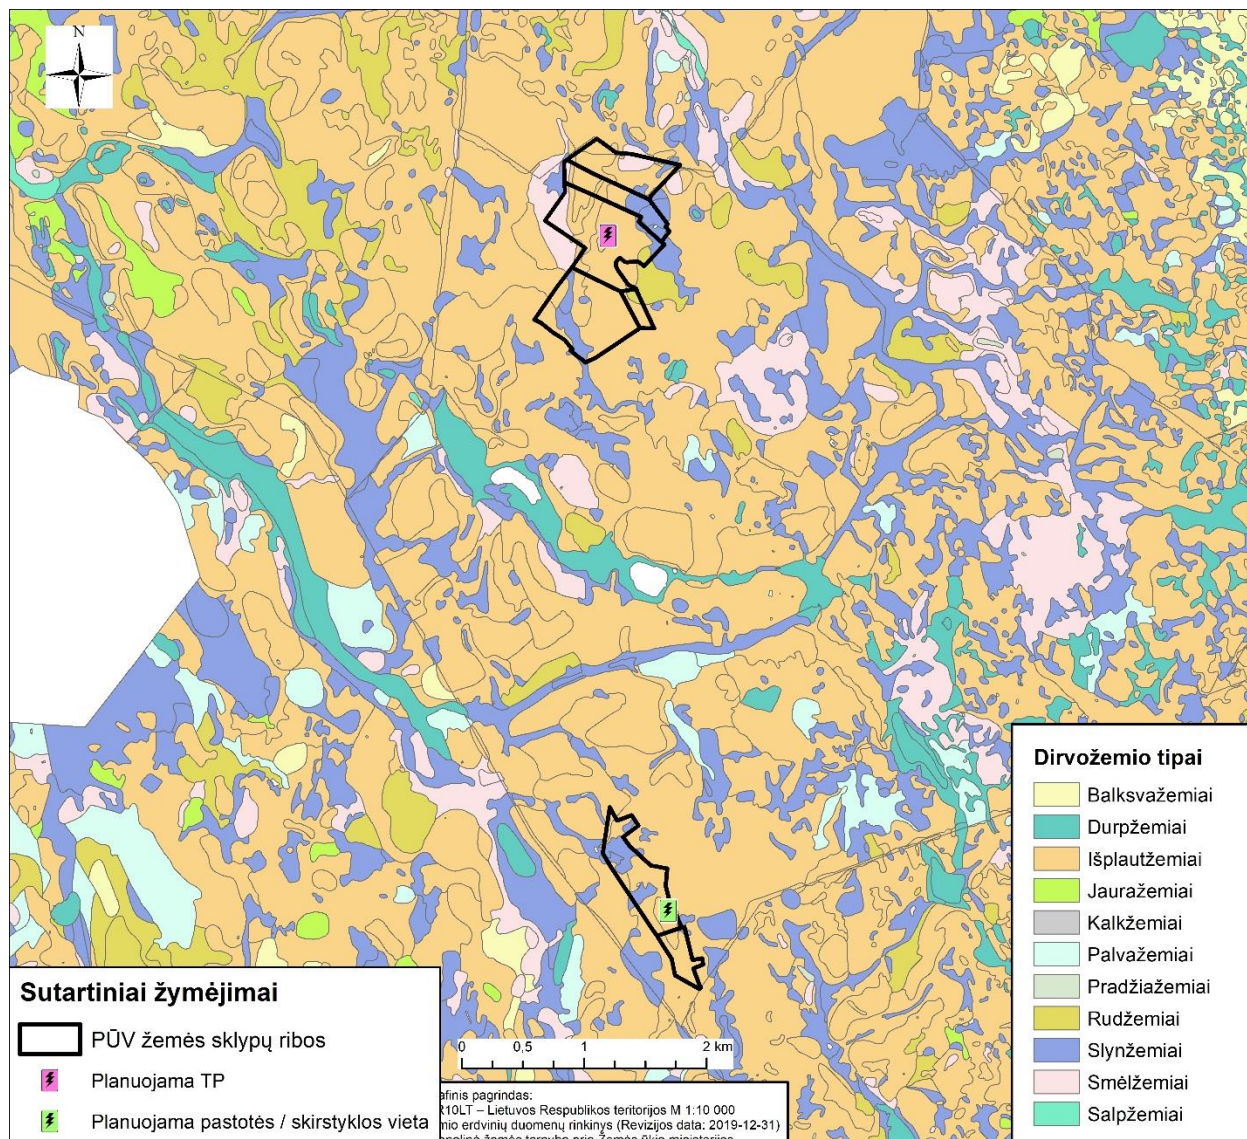 N
Dirvožemio tipai
Balksvažemiai
Durpžemiai
Išplautžemiai
Jauražemiai
Kalkžemiai
Palvažemiai
Pradžiažemiai
Rudžemiai
Slynžemiai
Smėlžemiai
Salpžemiai
Sutartiniai žymėjimai
PŪV žemės sklypų ribos
Planuojama TP
Planuojama pastotės / skirstyklos vieta
0 0,5 1 2 km
afinis pagrindas:
R10LT – Lietuvos Respublikos teritorijos M 1:10 000
mio erdvinių duomenų rinkinys (Revizijos data: 2019-12-31)